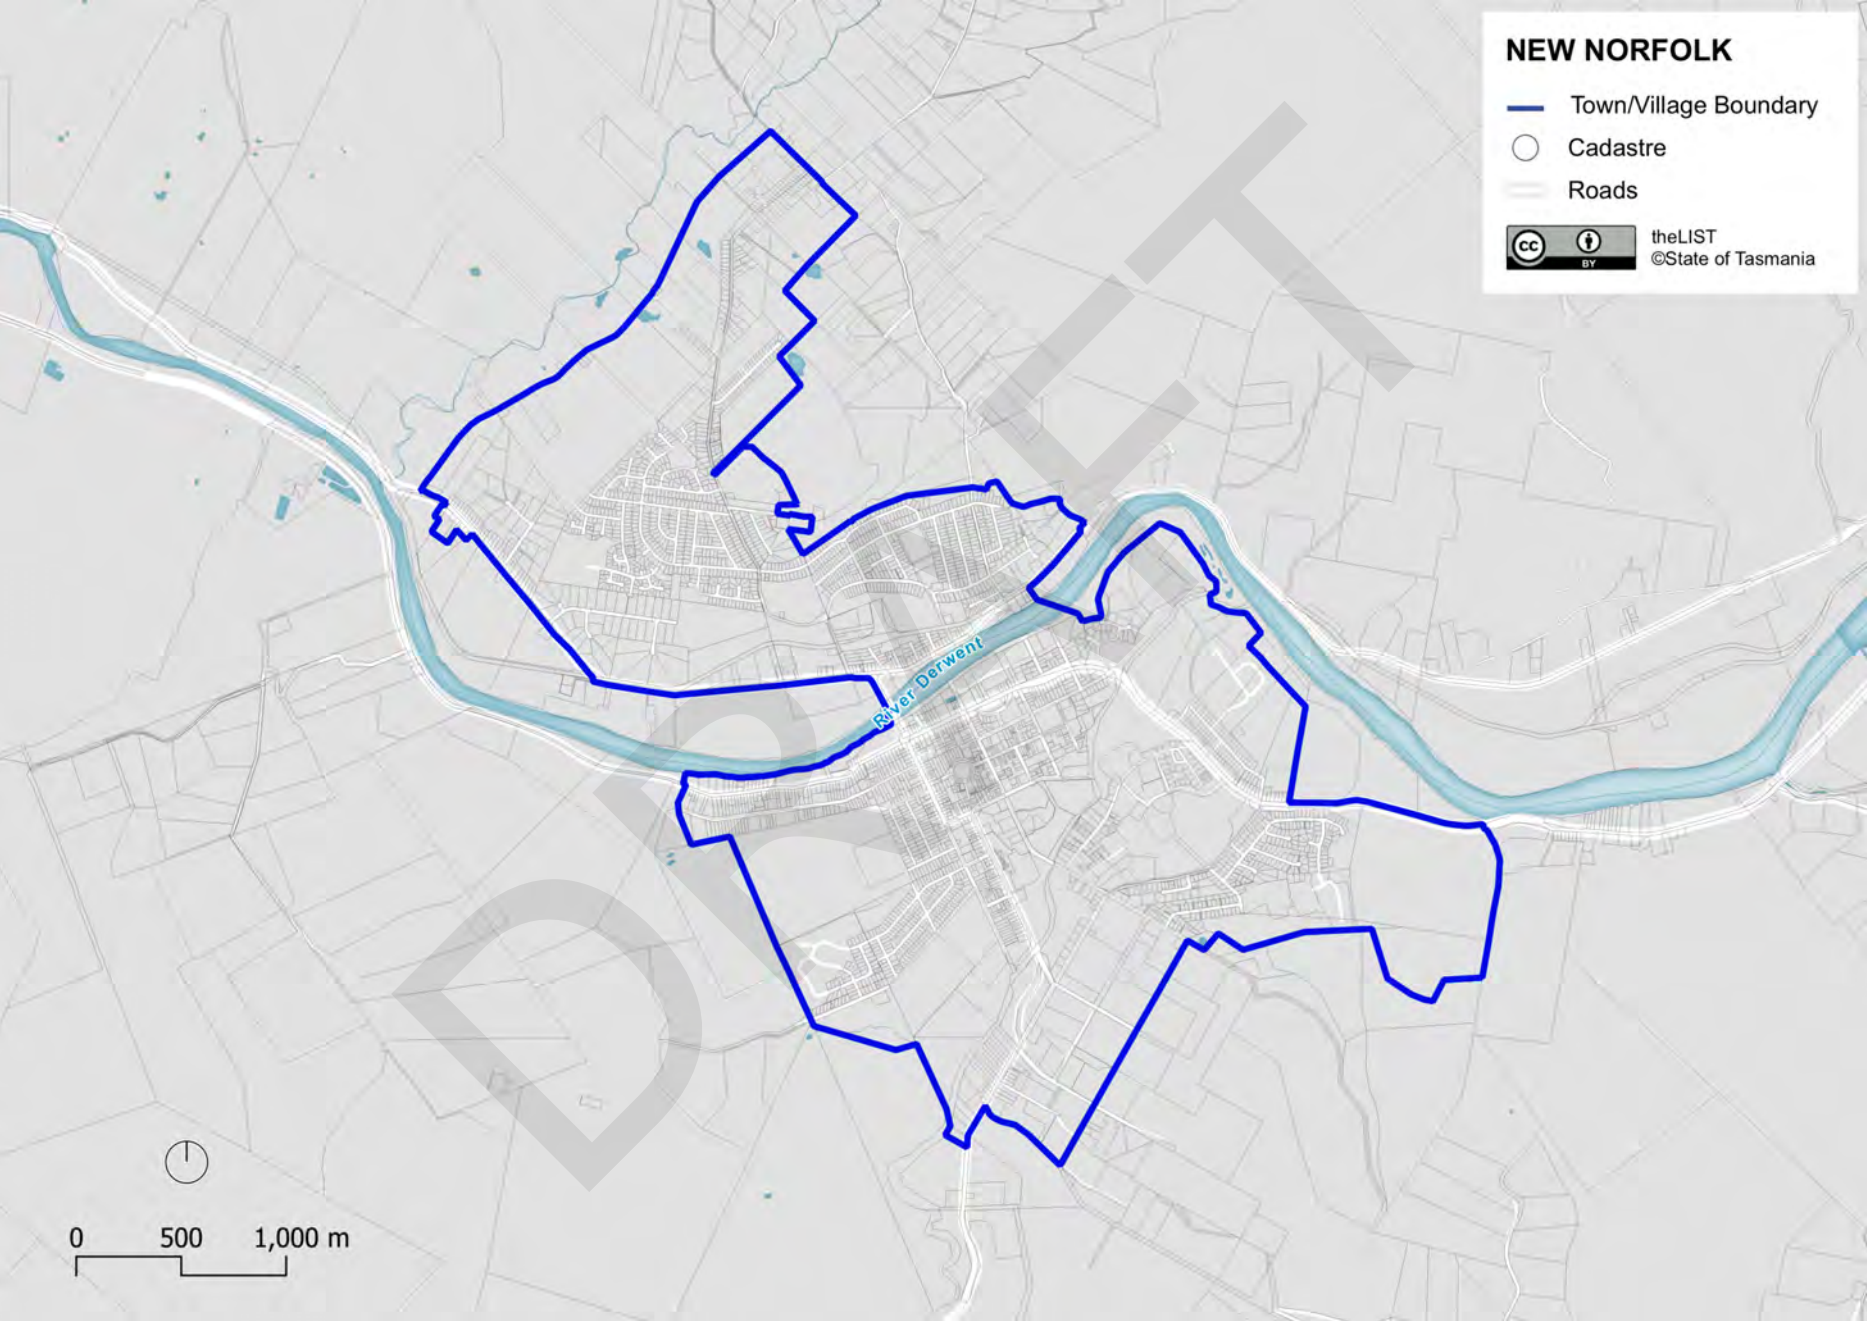 NEW NORFOLK
Town/Village Boundary
Cadastre
Roads
cc
BY
theLIST
©State of Tasmania
River Derwent
DRAFT
0 500 1,000 m